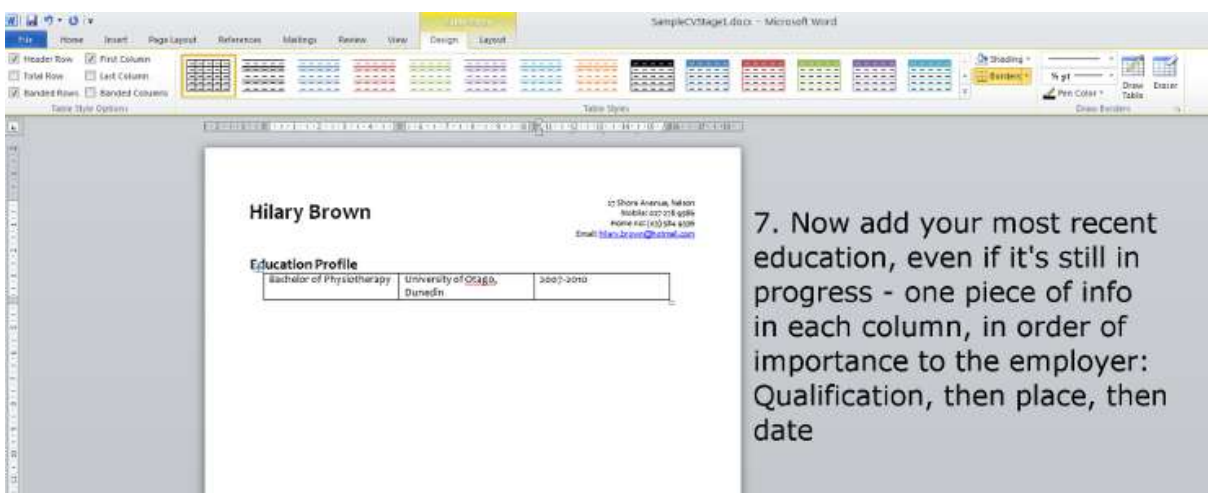 SampleCVStage1.docx - Microsoft Word
File Home Insert Page Layout References Mailings Review View Design Layout
Header Row First Column
Total Row Last Column
Banded Rows Banded Columns
Shading
Borders
½ pt
Pen Color
Draw Table
Eraser
Table Style Options
Table Styles
Draw Borders
Hilary Brown
27 Shore Avenue, Nelson
Education Profile
Bachelor of Physiotherapy University of Otago, 2007-2010
Dunedin
7. Now add your most recent
education, even if it's still in
progress - one piece of info
in each column, in order of
importance to the employer:
Qualification, then place, then
date